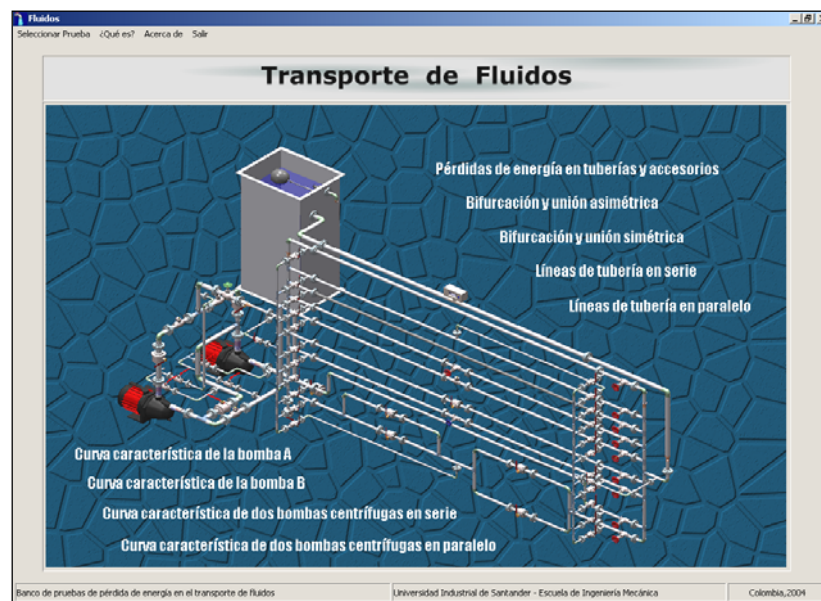 Fluidos
Seleccionar Prueba ¿Qué es? Acerca de Salir
Transporte de Fluidos
Pérdidas de energía en tuberías y accesorios
Bifurcación y unión asimétrica
Bifurcación y unión simétrica
Líneas de tubería en serie
Líneas de tubería en paralelo
Curva característica de la bomba A
Curva característica de la bomba B
Curva característica de dos bombas centrífugas en serie
Curva característica de dos bombas centrífugas en paralelo
Banco de pruebas de pérdida de energía en el transporte de fluidos
Universidad Industrial de Santander - Escuela de Ingeniería Mecánica
Colombia,2004